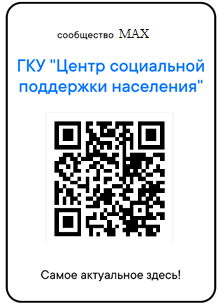 сообщество MAX
ГКУ "Центр социальной
поддержки населения"
Самое актуальное здесь!